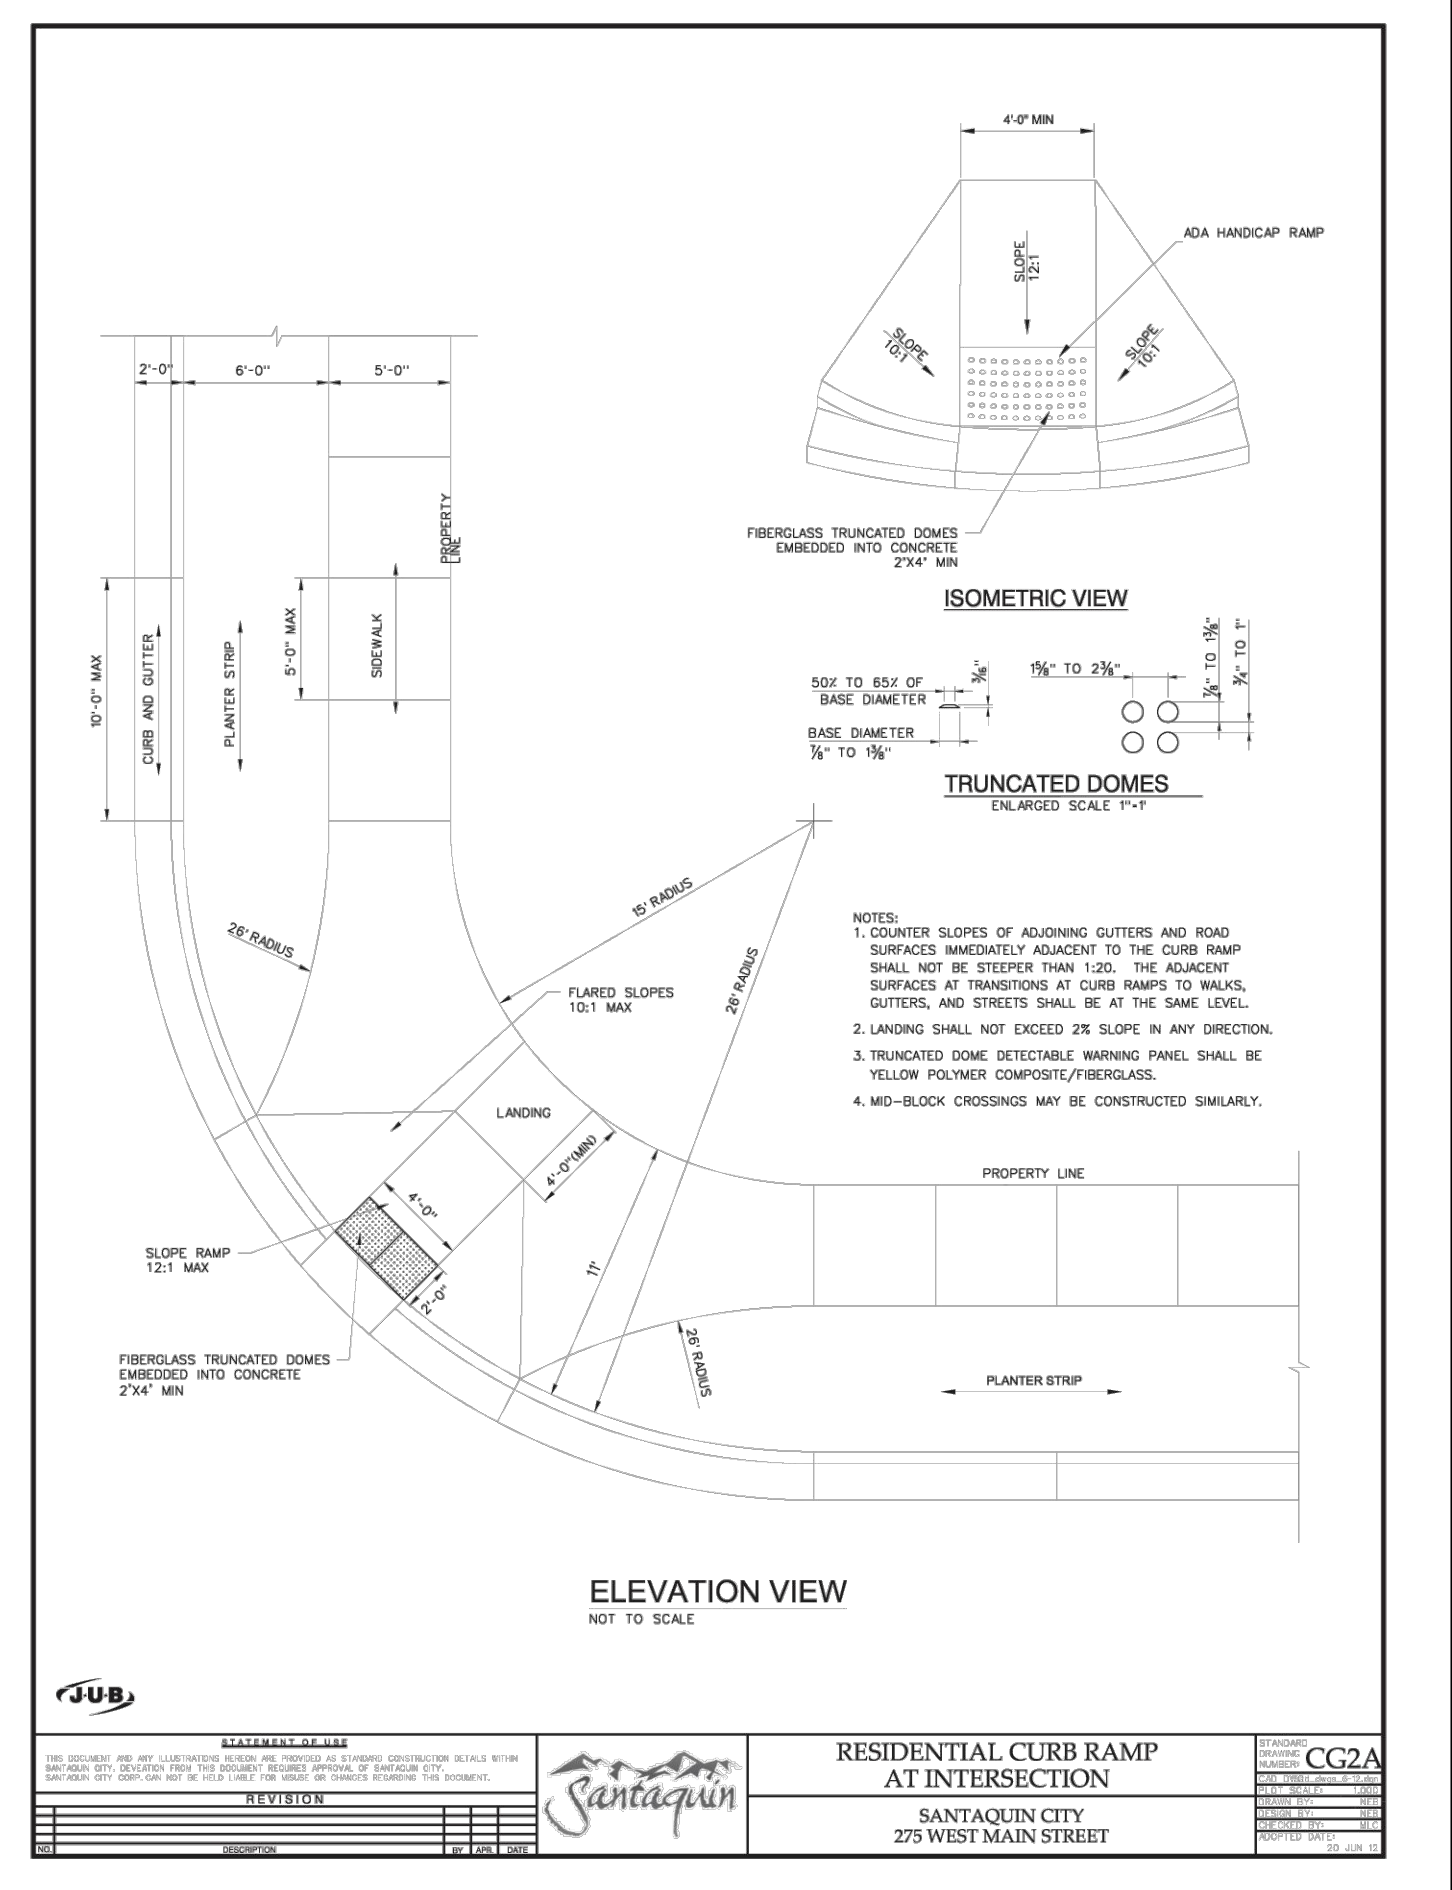 4'-0" MIN
ADA HANDICAP RAMP
SLOPE
12:1
SLOPE
10:1
SLOPE
10:1
FIBERGLASS TRUNCATED DOMES
EMBEDDED INTO CONCRETE
2"X4" MIN
ISOMETRIC VIEW
2'-0"
6'-0"
5'-0"
PROPERTY
LINE
10'-0" MAX
CURB AND GUTTER
PLANTER STRIP
5'-0" MAX
SIDEWALK
50% TO 65% OF
BASE DIAMETER
3/16"
BASE DIAMETER
7/8" TO 1 3/8"
1 5/8" TO 2 3/8"
7/8" TO 1 3/8"
3/4" TO 1"
TRUNCATED DOMES
ENLARGED SCALE 1"-1'
15' RADIUS
26' RADIUS
26' RADIUS
FLARED SLOPES
10:1 MAX
NOTES:
1. COUNTER SLOPES OF ADJOINING GUTTERS AND ROAD
SURFACES IMMEDIATELY ADJACENT TO THE CURB RAMP
SHALL NOT BE STEEPER THAN 1:20. THE ADJACENT
SURFACES AT TRANSITIONS AT CURB RAMPS TO WALKS,
GUTTERS, AND STREETS SHALL BE AT THE SAME LEVEL.
2. LANDING SHALL NOT EXCEED 2% SLOPE IN ANY DIRECTION.
3. TRUNCATED DOME DETECTABLE WARNING PANEL SHALL BE
YELLOW POLYMER COMPOSITE/FIBERGLASS.
4. MID-BLOCK CROSSINGS MAY BE CONSTRUCTED SIMILARLY.
LANDING
4'-0"(MIN)
4'-0"
2'-0"
11'
PROPERTY LINE
SLOPE RAMP
12:1 MAX
FIBERGLASS TRUNCATED DOMES
EMBEDDED INTO CONCRETE
2"X4" MIN
26' RADIUS
PLANTER STRIP
ELEVATION VIEW
NOT TO SCALE
J-U-B
STATEMENT OF USE
THIS DOCUMENT AND ANY ILLUSTRATIONS HEREON ARE PROVIDED AS STANDARD CONSTRUCTION DETAILS WITHIN
SANTAQUIN CITY. DEVEATION FROM THIS DOCUMENT REQUIRES APPROVAL OF SANTAQUIN CITY.
SANTAQUIN CITY CORP. CAN NOT BE HELD LIABLE FOR MISUSE OR CHANGES REGARDING THIS DOCUMENT.
REVISION
NO. DESCRIPTION BY APR. DATE
Santaquin
RESIDENTIAL CURB RAMP
AT INTERSECTION
SANTAQUIN CITY
275 WEST MAIN STREET
STANDARD
DRAWING
NUMBER: CG2A
CAD
PLOT SCALE: 1.000
DRAWN BY: NEB
DESIGN BY: NEB
CHECKED BY: MLC
ADOPTED DATE:
20 JUN 12